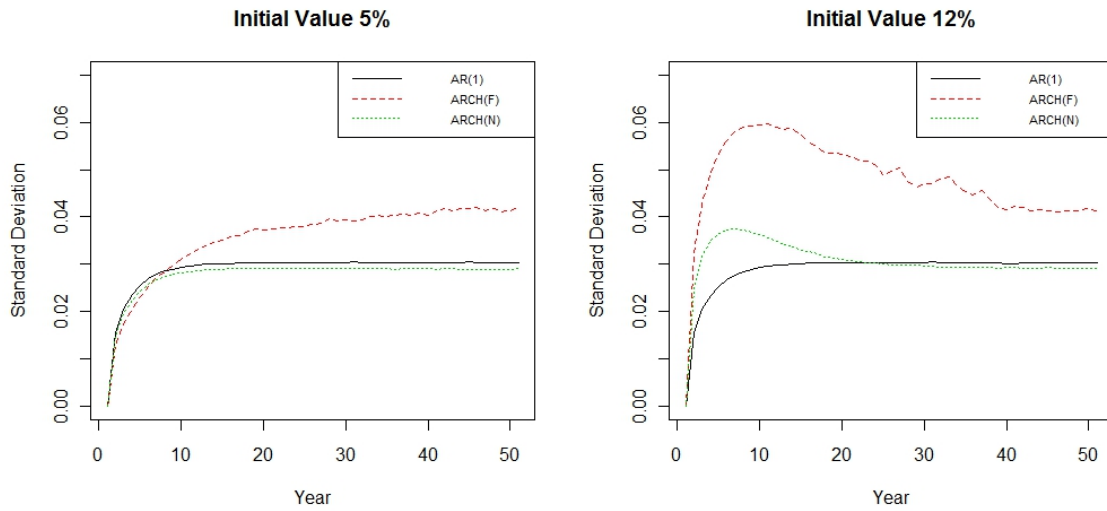 Initial Value 5%
Standard Deviation
0.00 0.02 0.04 0.06
AR(1)
ARCH(F)
ARCH(N)
0 10 20 30 40 50
Year
Initial Value 12%
Standard Deviation
0.00 0.02 0.04 0.06
AR(1)
ARCH(F)
ARCH(N)
0 10 20 30 40 50
Year